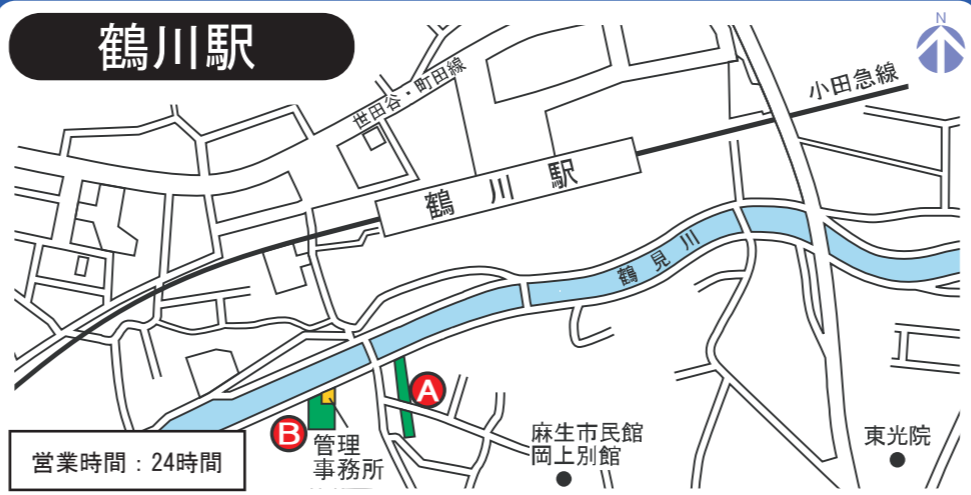 鶴川駅
N
小田急線
世田谷・町田線
鶴川駅
鶴見川
A
B
管理
事務所
麻生市民館
岡上別館
東光院
営業時間:24時間